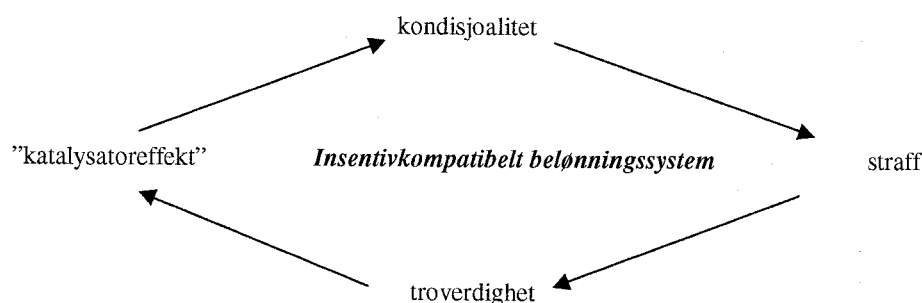 kondisjoalitet
”katalysatoreffekt” Insentivkompatibelt belønningssystem straff
troverdighet